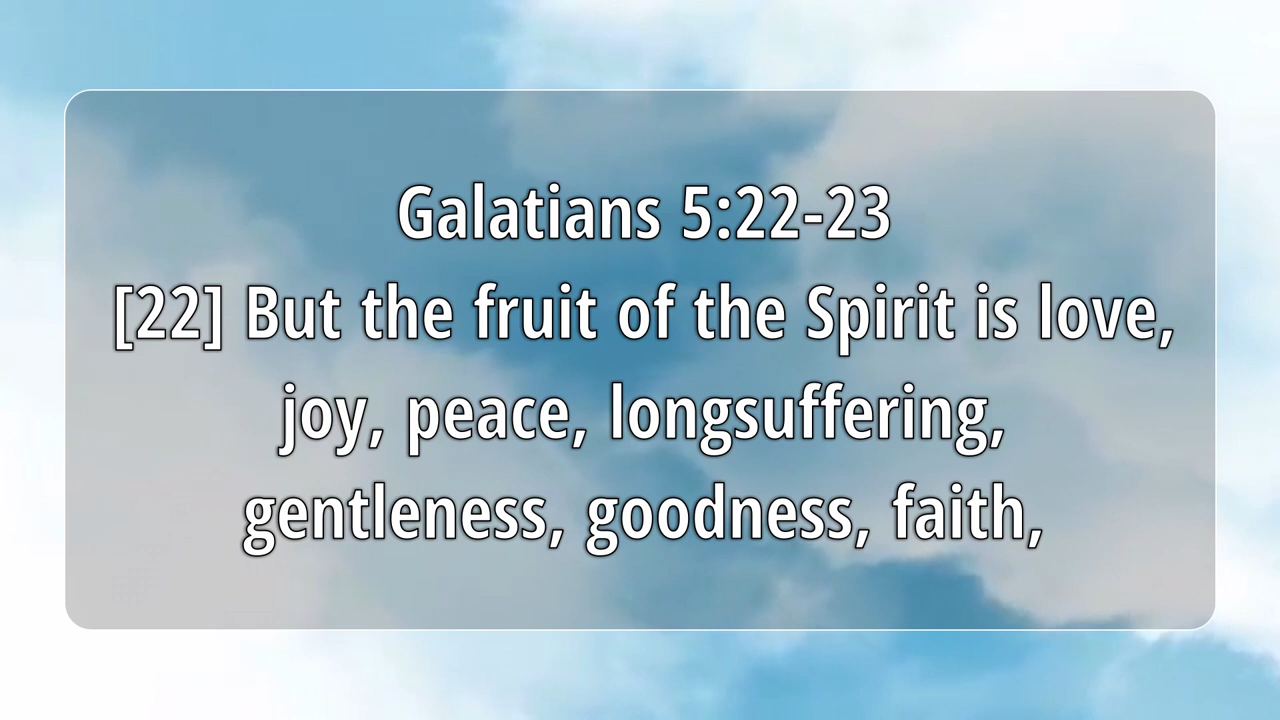 Galatians 5:22-23
[22] But the fruit of the Spirit is love,
joy, peace, longsuffering,
gentleness, goodness, faith,